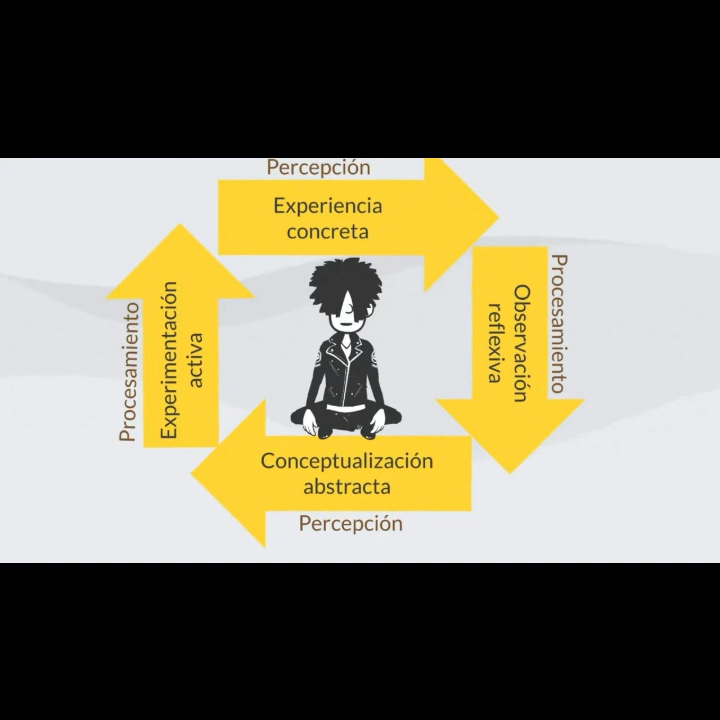 Percepción
Experiencia
concreta
Procesamiento
Observación
reflexiva
Conceptualización
abstracta
Percepción
Procesamiento
Experimentación
activa